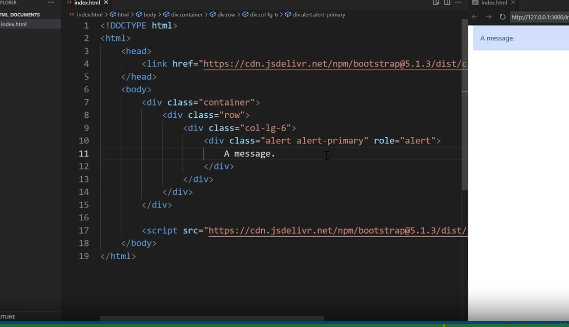 PLORER ...
index.html ×
index.html
index.html > html > body > div.container > div.row > div.col-lg-6 > div.alert.alert-primary
http://127.0.0.1:3000/i
TML DOCUMENTS
index.html
1 <!DOCTYPE html>
2 <html>
3 <head>
4 <link href="https://cdn.jsdelivr.net/npm/bootstrap@5.1.3/dist/c
5 </head>
6 <body>
7 <div class="container">
8 <div class="row">
9 <div class="col-lg-6">
10 <div class="alert alert-primary" role="alert">
11 A message.
12 </div>
13 </div>
14 </div>
15 </div>
16
17 <script src="https://cdn.jsdelivr.net/npm/bootstrap@5.1.3/dist/
18 </body>
19 </html>
A message.
UTLINE